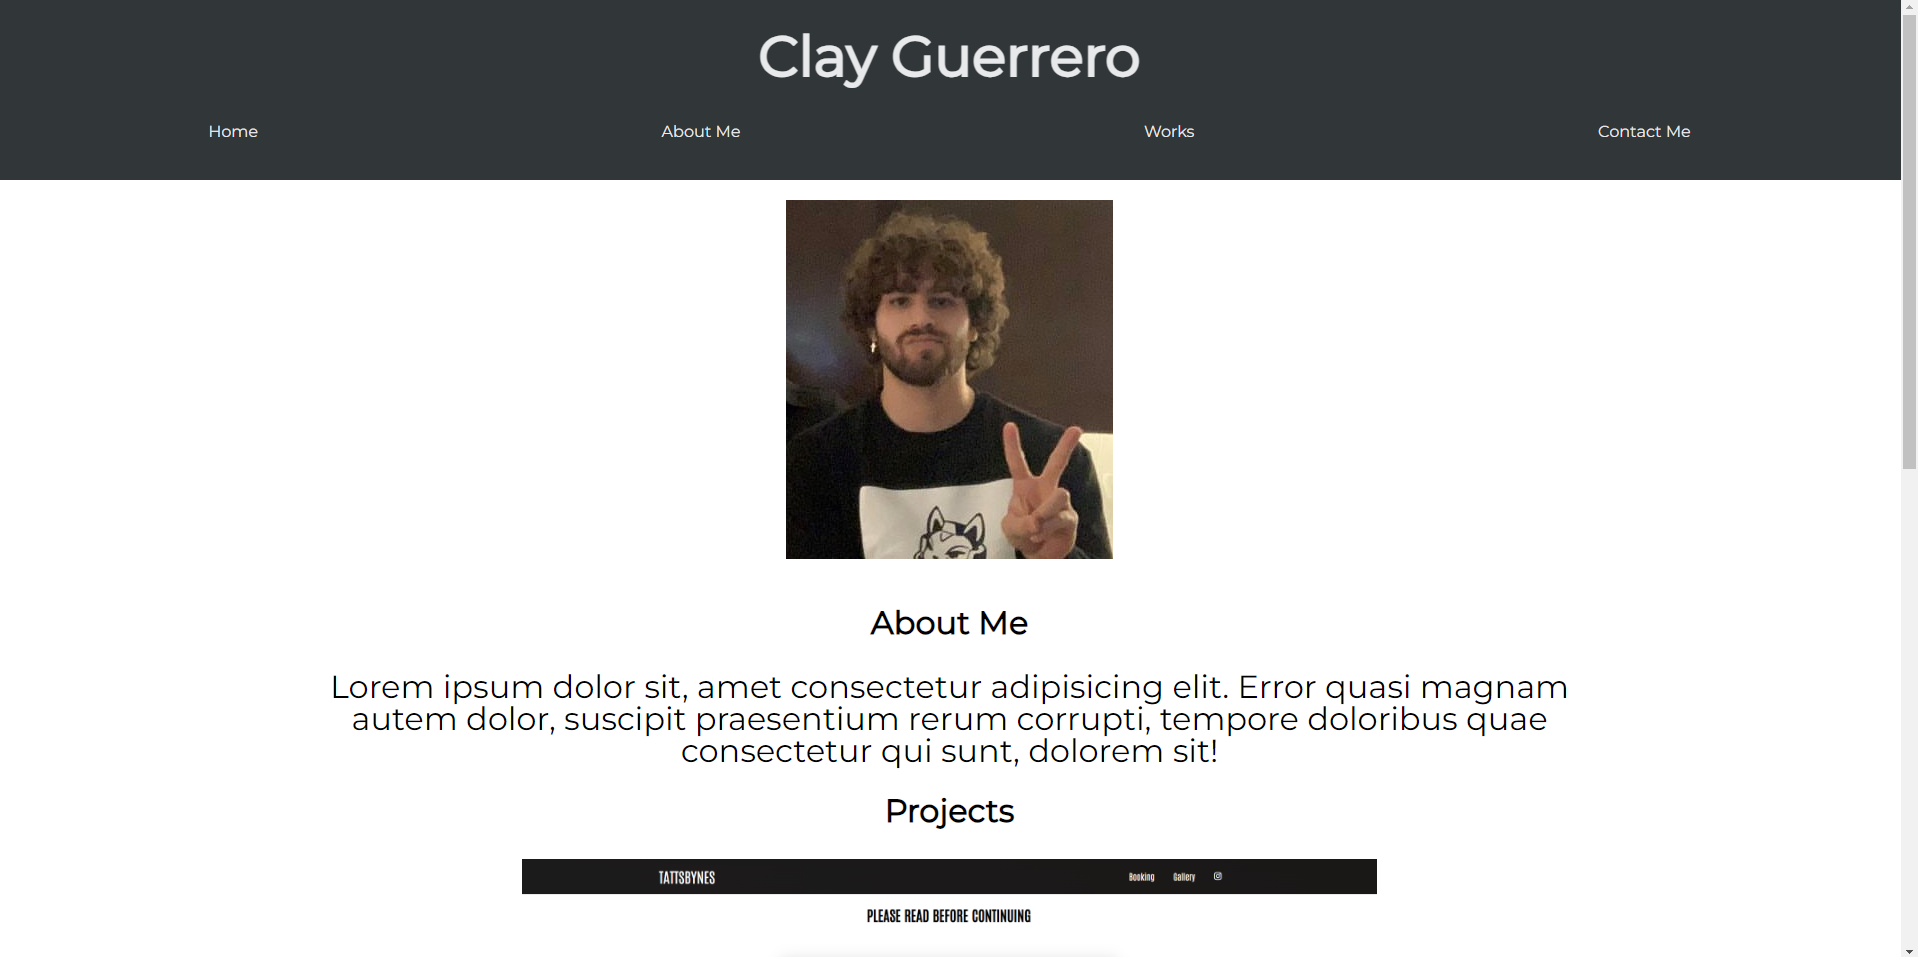 Clay Guerrero
Home
About Me
Works
Contact Me
About Me
Lorem ipsum dolor sit, amet consectetur adipisicing elit. Error quasi magnam
autem dolor, suscipit praesentium rerum corrupti, tempore doloribus quae
consectetur qui sunt, dolorem sit!
Projects
TATTSBYNES
Booking
Gallery
PLEASE READ BEFORE CONTINUING